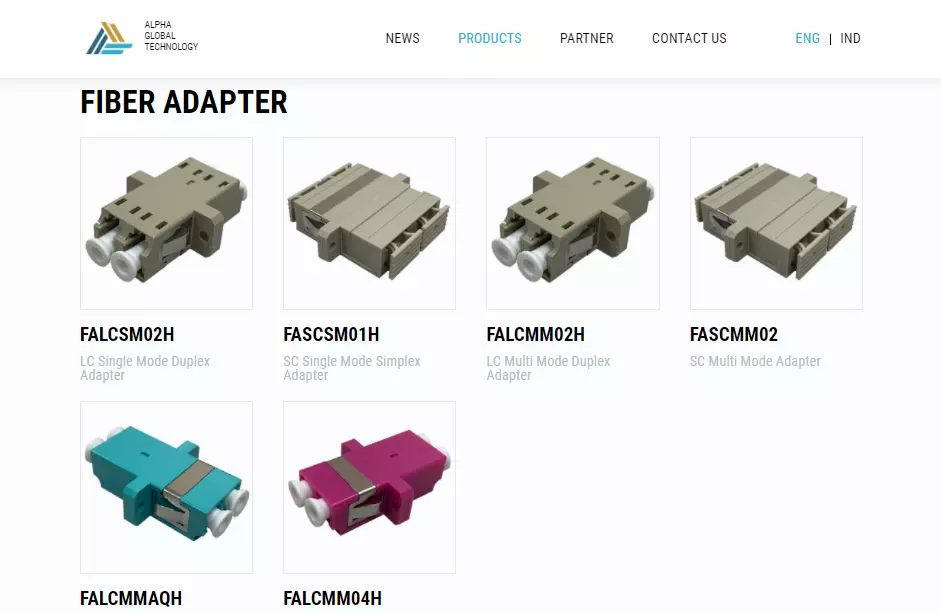 ALPHA
GLOBAL
TECHNOLOGY
NEWS PRODUCTS PARTNER CONTACT US ENG | IND
FIBER ADAPTER
FALCSM02H FASCSM01H FALCMM02H FASCMM02
LC Single Mode Duplex SC Single Mode Simplex LC Multi Mode Duplex SC Multi Mode Adapter
Adapter Adapter Adapter
FALCMMAQH FALCMM04H